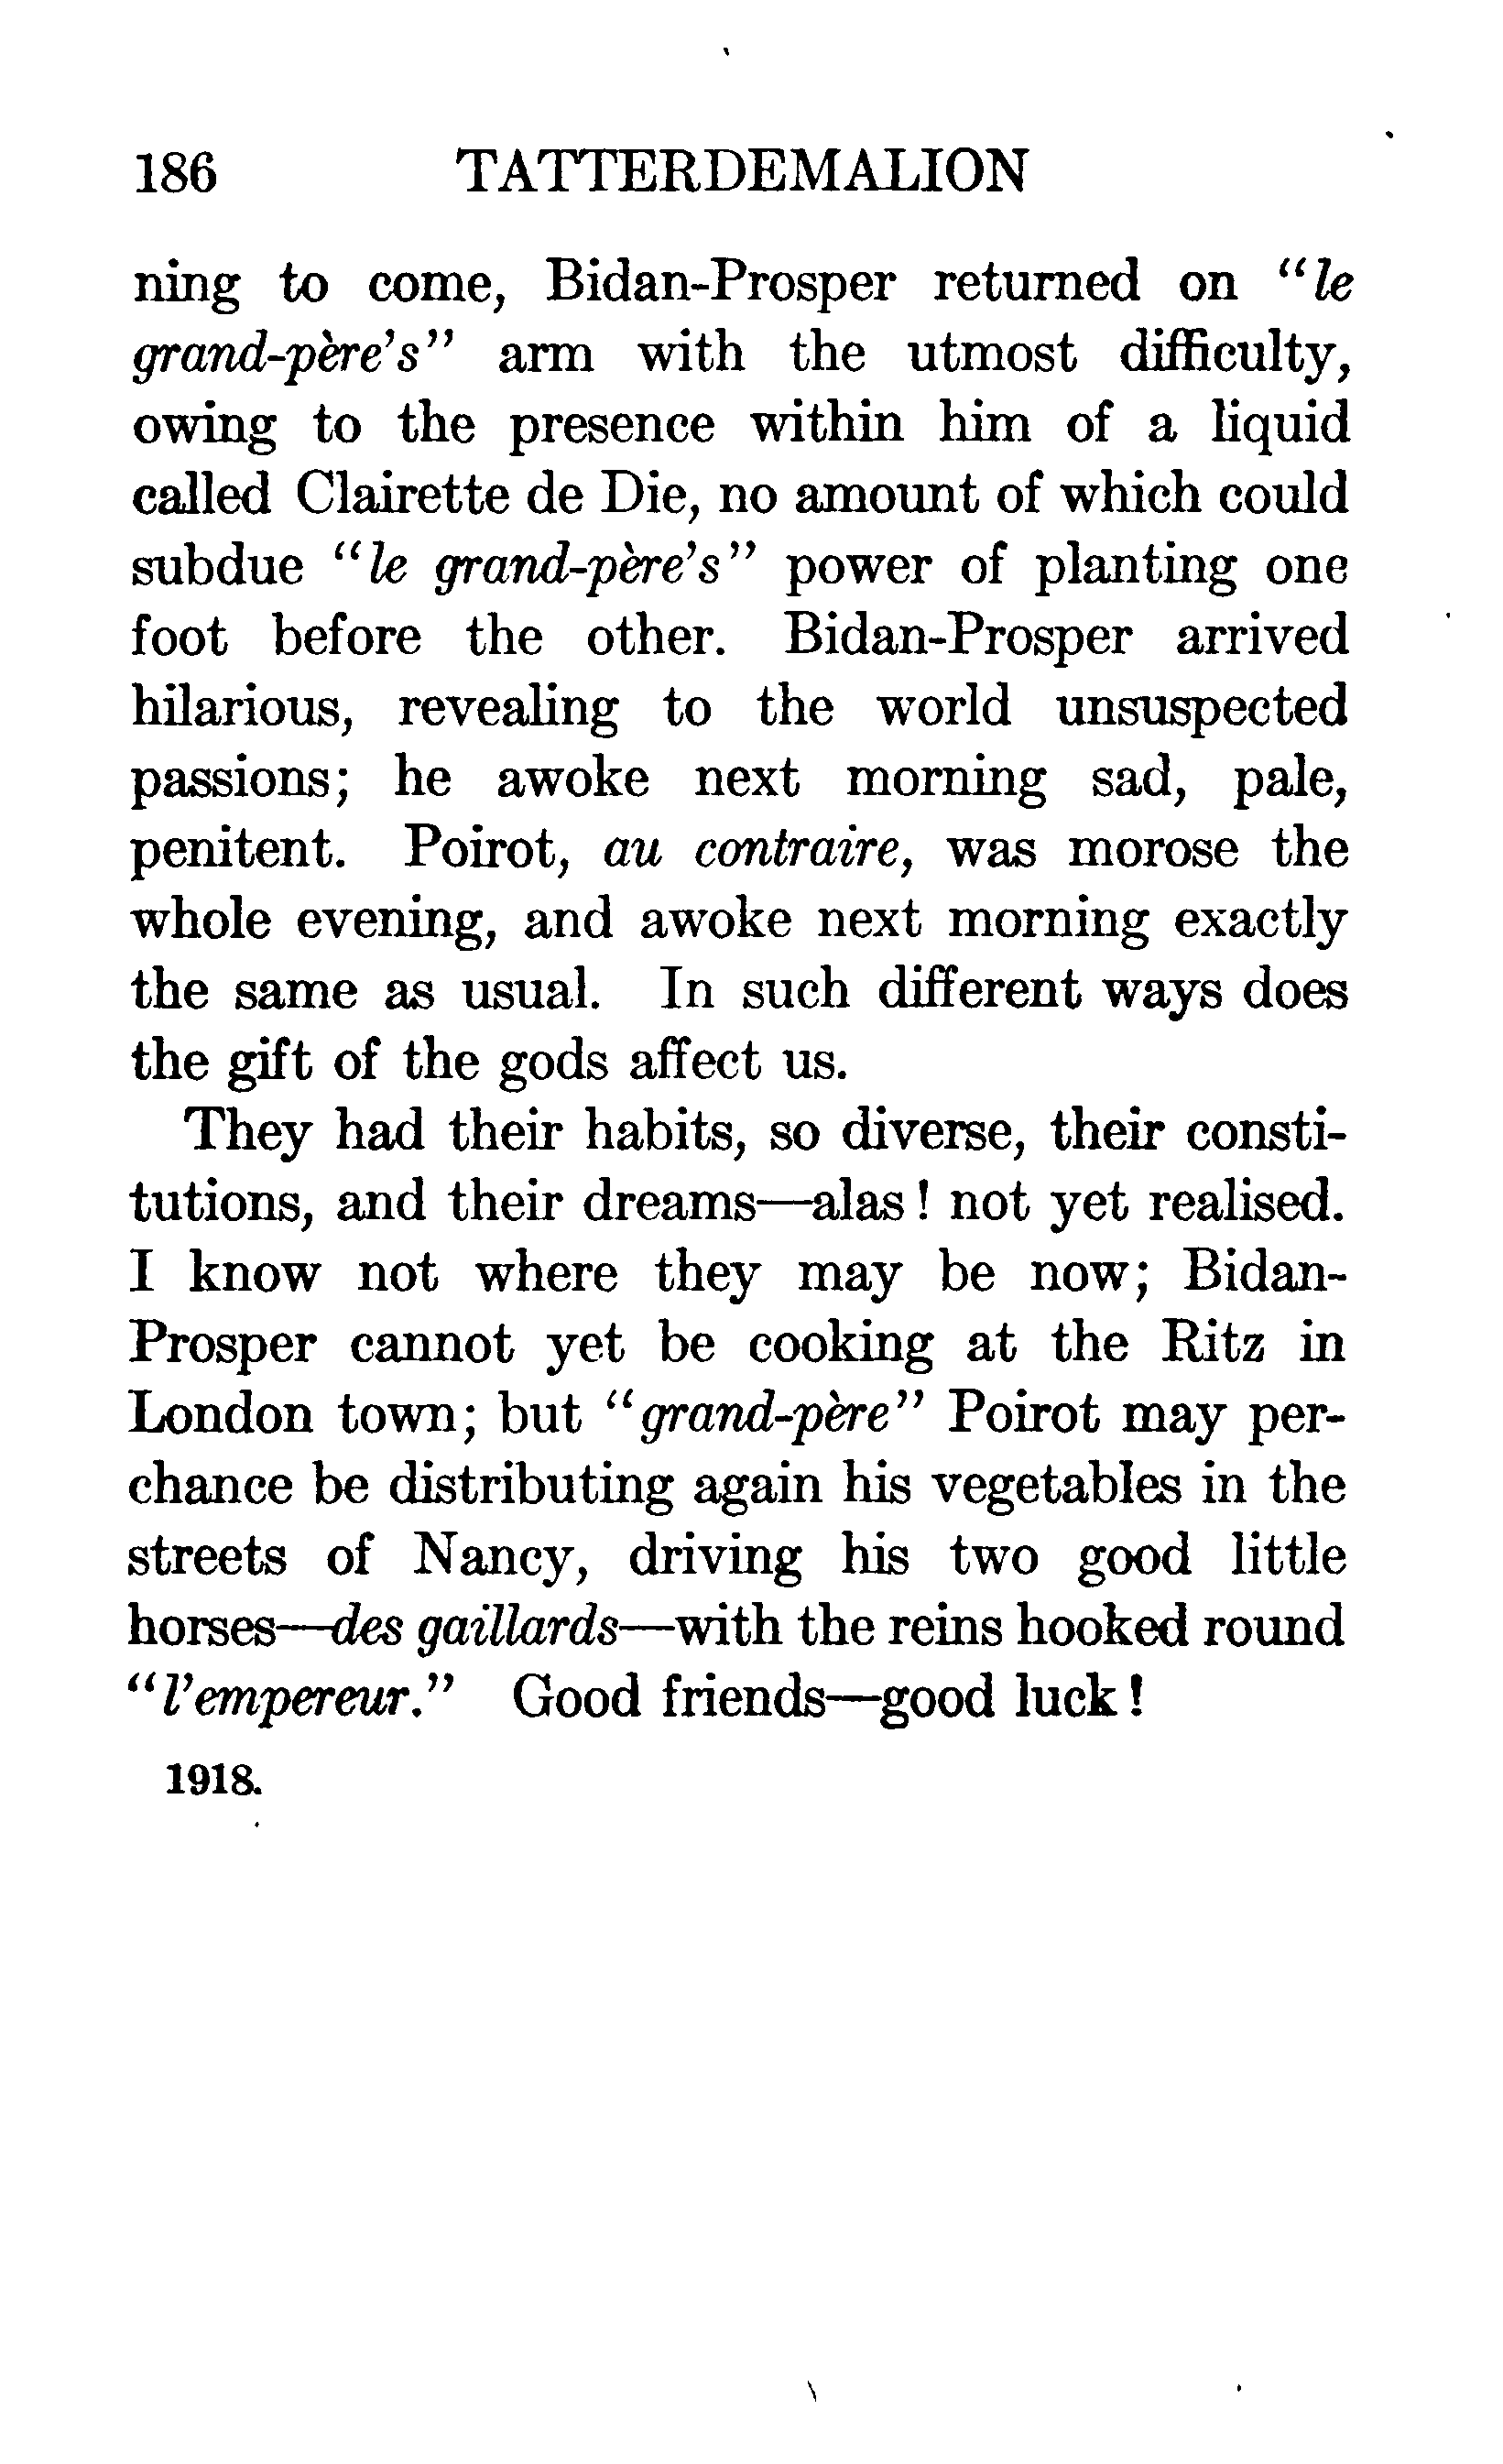 186 TATTERDEMALION
ning to come, Bidan-Prosper returned on "le
grand-père's" arm with the utmost difficulty,
owing to the presence within him of a liquid
called Clairette de Die, no amount of which could
subdue "le grand-père's" power of planting one
foot before the other. Bidan-Prosper arrived
hilarious, revealing to the world unsuspected
passions; he awoke next morning sad, pale,
penitent. Poirot, au contraire, was morose the
whole evening, and awoke next morning exactly
the same as usual. In such different ways does
the gift of the gods affect us.
They had their habits, so diverse, their consti-
tutions, and their dreams—alas! not yet realised.
I know not where they may be now; Bidan-
Prosper cannot yet be cooking at the Ritz in
London town; but "grand-père" Poirot may per-
chance be distributing again his vegetables in the
streets of Nancy, driving his two good little
horses—des gaillards—with the reins hooked round
"l'empereur." Good friends—good luck!
1918.